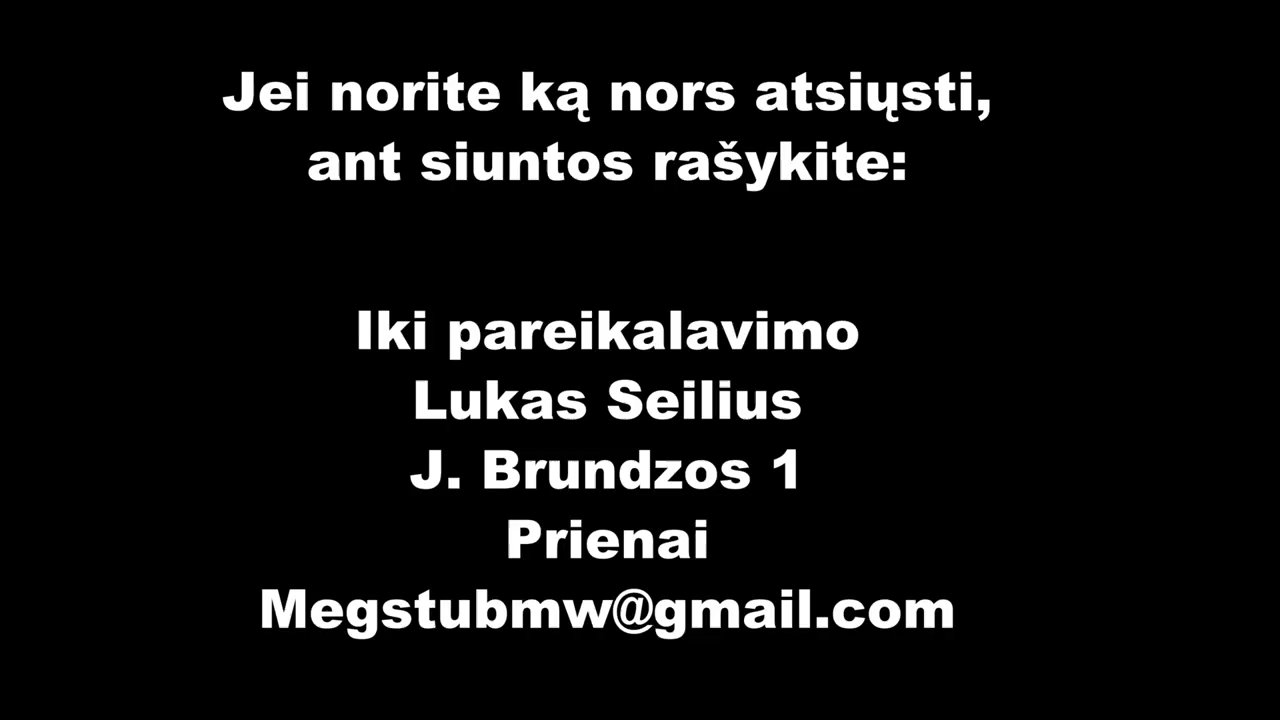 Jei norite ką nors atsiųsti,
ant siuntos rašykite:
Iki pareikalavimo
Lukas Seilius
J. Brundzos 1
Prienai
Megstubmw@gmail.com